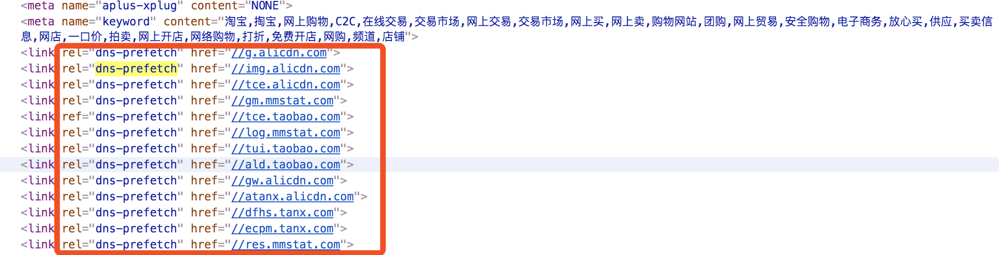 <meta name="aplus-xplug" content="NONE">
<meta name="keyword" content="淘宝,掏宝,网上购物,C2C,在线交易,交易市场,网上交易,交易市场,网上买,网上卖,购物网站,团购,网上贸易,安全购物,电子商务,放心买,供应,买卖信
息,网店,一口价,拍卖,网上开店,网络购物,打折,免费开店,网购,频道,店铺">
<link rel="dns-prefetch" href="//g.alicdn.com">
<link rel="dns-prefetch" href="//img.alicdn.com">
<link rel="dns-prefetch" href="//tce.alicdn.com">
<link rel="dns-prefetch" href="//gm.mmstat.com">
<link ref="dns-prefetch" href="//tce.taobao.com">
<link rel="dns-prefetch" href="//log.mmstat.com">
<link rel="dns-prefetch" href="//tui.taobao.com">
<link rel="dns-prefetch" href="//ald.taobao.com">
<link rel="dns-prefetch" href="//gw.alicdn.com">
<link rel="dns-prefetch" href="//atanx.alicdn.com">
<link rel="dns-prefetch" href="//dfhs.tanx.com">
<link rel="dns-prefetch" href="//ecpm.tanx.com">
<link rel="dns-prefetch" href="//res.mmstat.com">